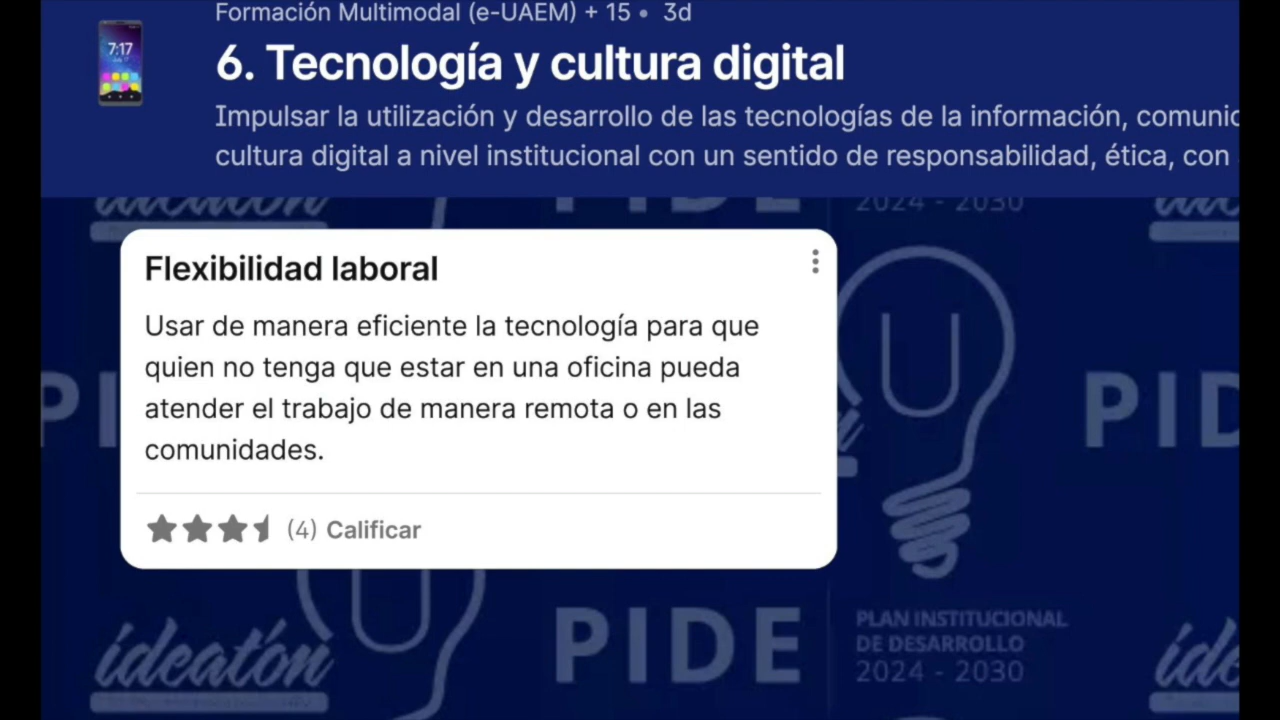 Formación Multimodal (e-UAEM) + 15 • 3d
7:17
6. Tecnología y cultura digital
Impulsar la utilización y desarrollo de las tecnologías de la información,
cultura digital a nivel institucional con un sentido de responsabilidad, ética, con
ideatón
PIDE
2024 - 2030
Flexibilidad laboral
Usar de manera eficiente la tecnología para que
quien no tenga que estar en una oficina pueda
atender el trabajo de manera remota o en las
comunidades.
(4) Calificar
ideatón
PIDE
PLAN INSTITUCIONAL
DE DESARROLLO
2024 - 2030